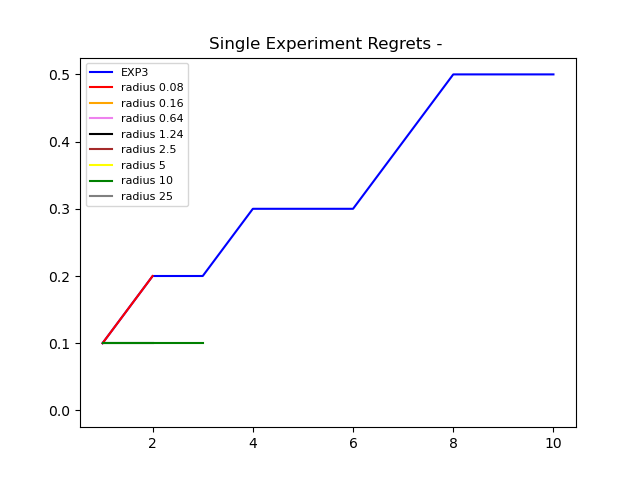 Single Experiment Regrets -
EXP3
radius 0.08
radius 0.16
radius 0.64
radius 1.24
radius 2.5
radius 5
radius 10
radius 25
0.5
0.4
0.3
0.2
0.1
0.0
2 4 6 8 10